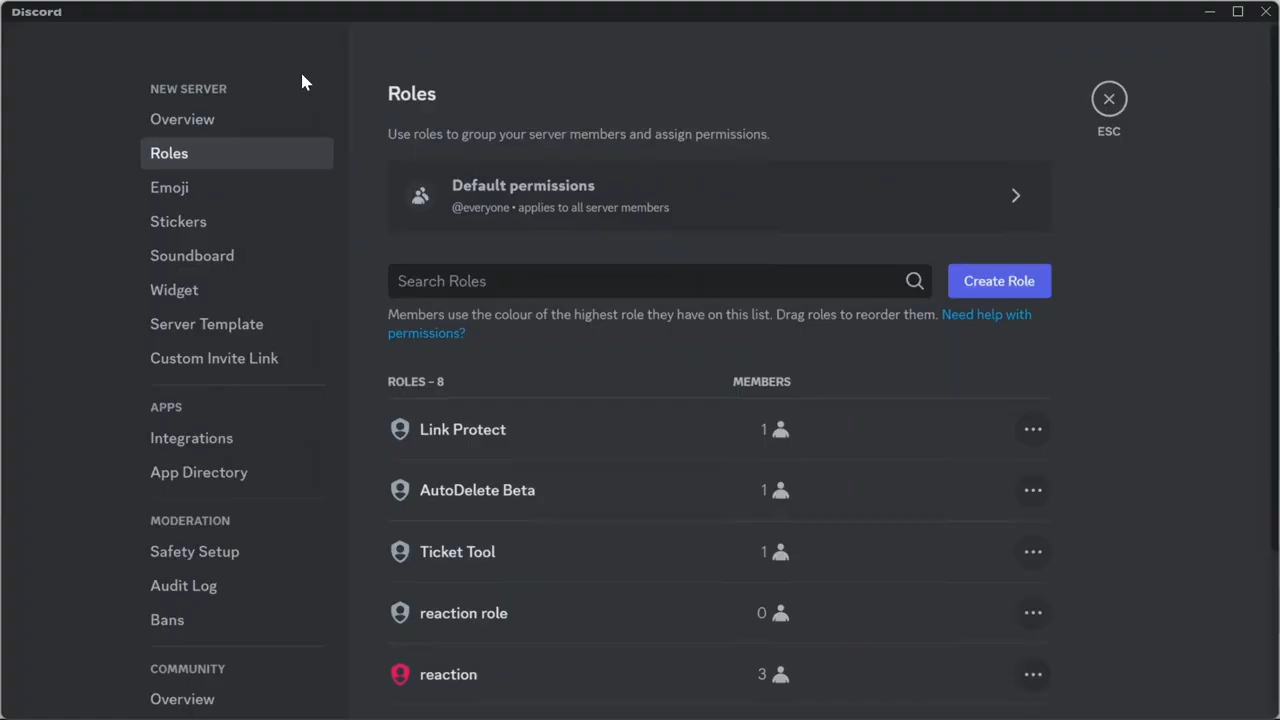 Discord
NEW SERVER
Overview
Roles
Emoji
Stickers
Soundboard
Widget
Server Template
Custom Invite Link
APPS
Integrations
App Directory
MODERATION
Safety Setup
Audit Log
Bans
COMMUNITY
Overview
Roles
ESC
Use roles to group your server members and assign permissions.
Default permissions
@everyone • applies to all server members
Search Roles
Create Role
Members use the colour of the highest role they have on this list. Drag roles to reorder them. Need help with
permissions?
ROLES – 8 MEMBERS
Link Protect 1
AutoDelete Beta 1
Ticket Tool 1
reaction role 0
reaction 3